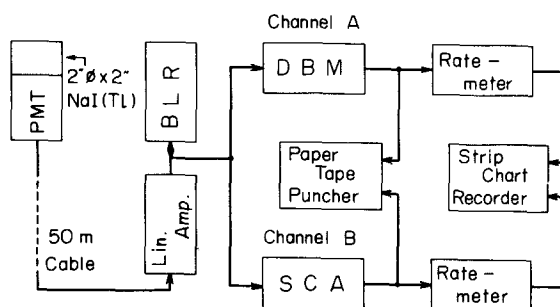 Channel A
2"ø x 2"
NaI(Tl)
PMT
BLR
DBM
Rate-
meter
Paper
Tape
Puncher
Strip
Chart
Recorder
50 m
Cable
Lin.
Amp.
Channel B
SCA
Rate-
meter